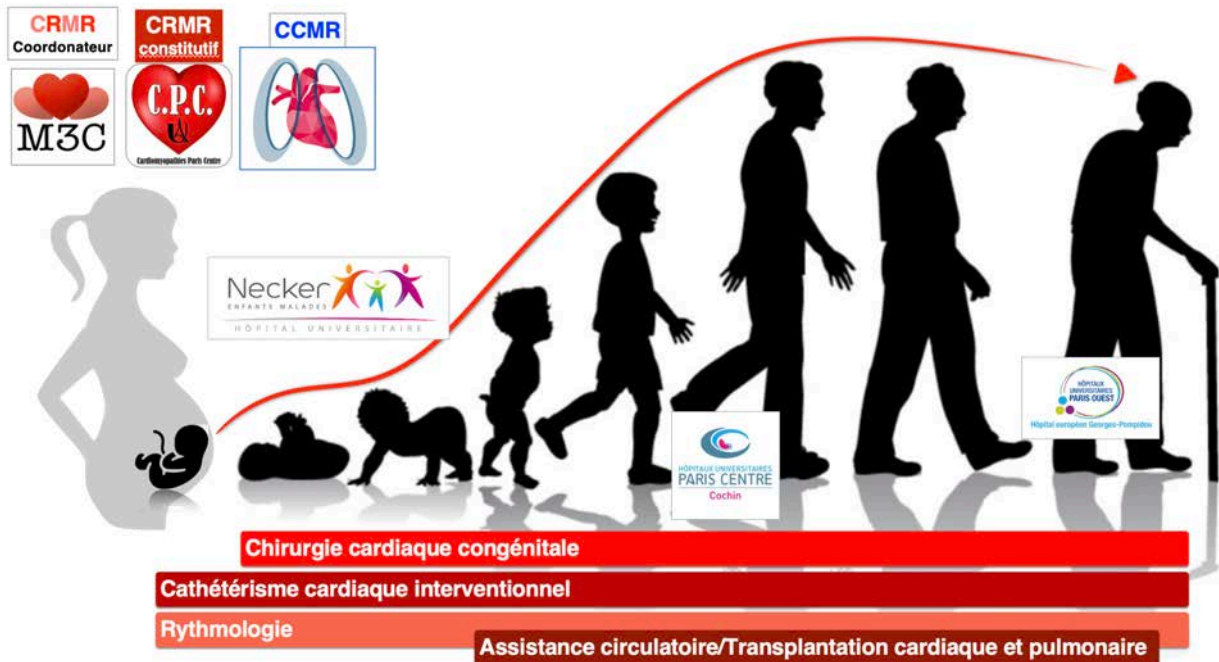 CRMR
Coordonateur
M3C
CRMR
constitutif
C.P.C.
Cardiomyopathies Paris Centre
CCMR
Necker
ENFANTS MALADES
HÔPITAL UNIVERSITAIRE
HÔPITAUX
UNIVERSITAIRES
PARIS OUEST
Hôpital européen Georges-Pompidou
HÔPITAUX UNIVERSITAIRES
PARIS CENTRE
Cochin
Chirurgie cardiaque congénitale
Cathétérisme cardiaque interventionnel
Rythmologie
Assistance circulatoire/Transplantation cardiaque et pulmonaire